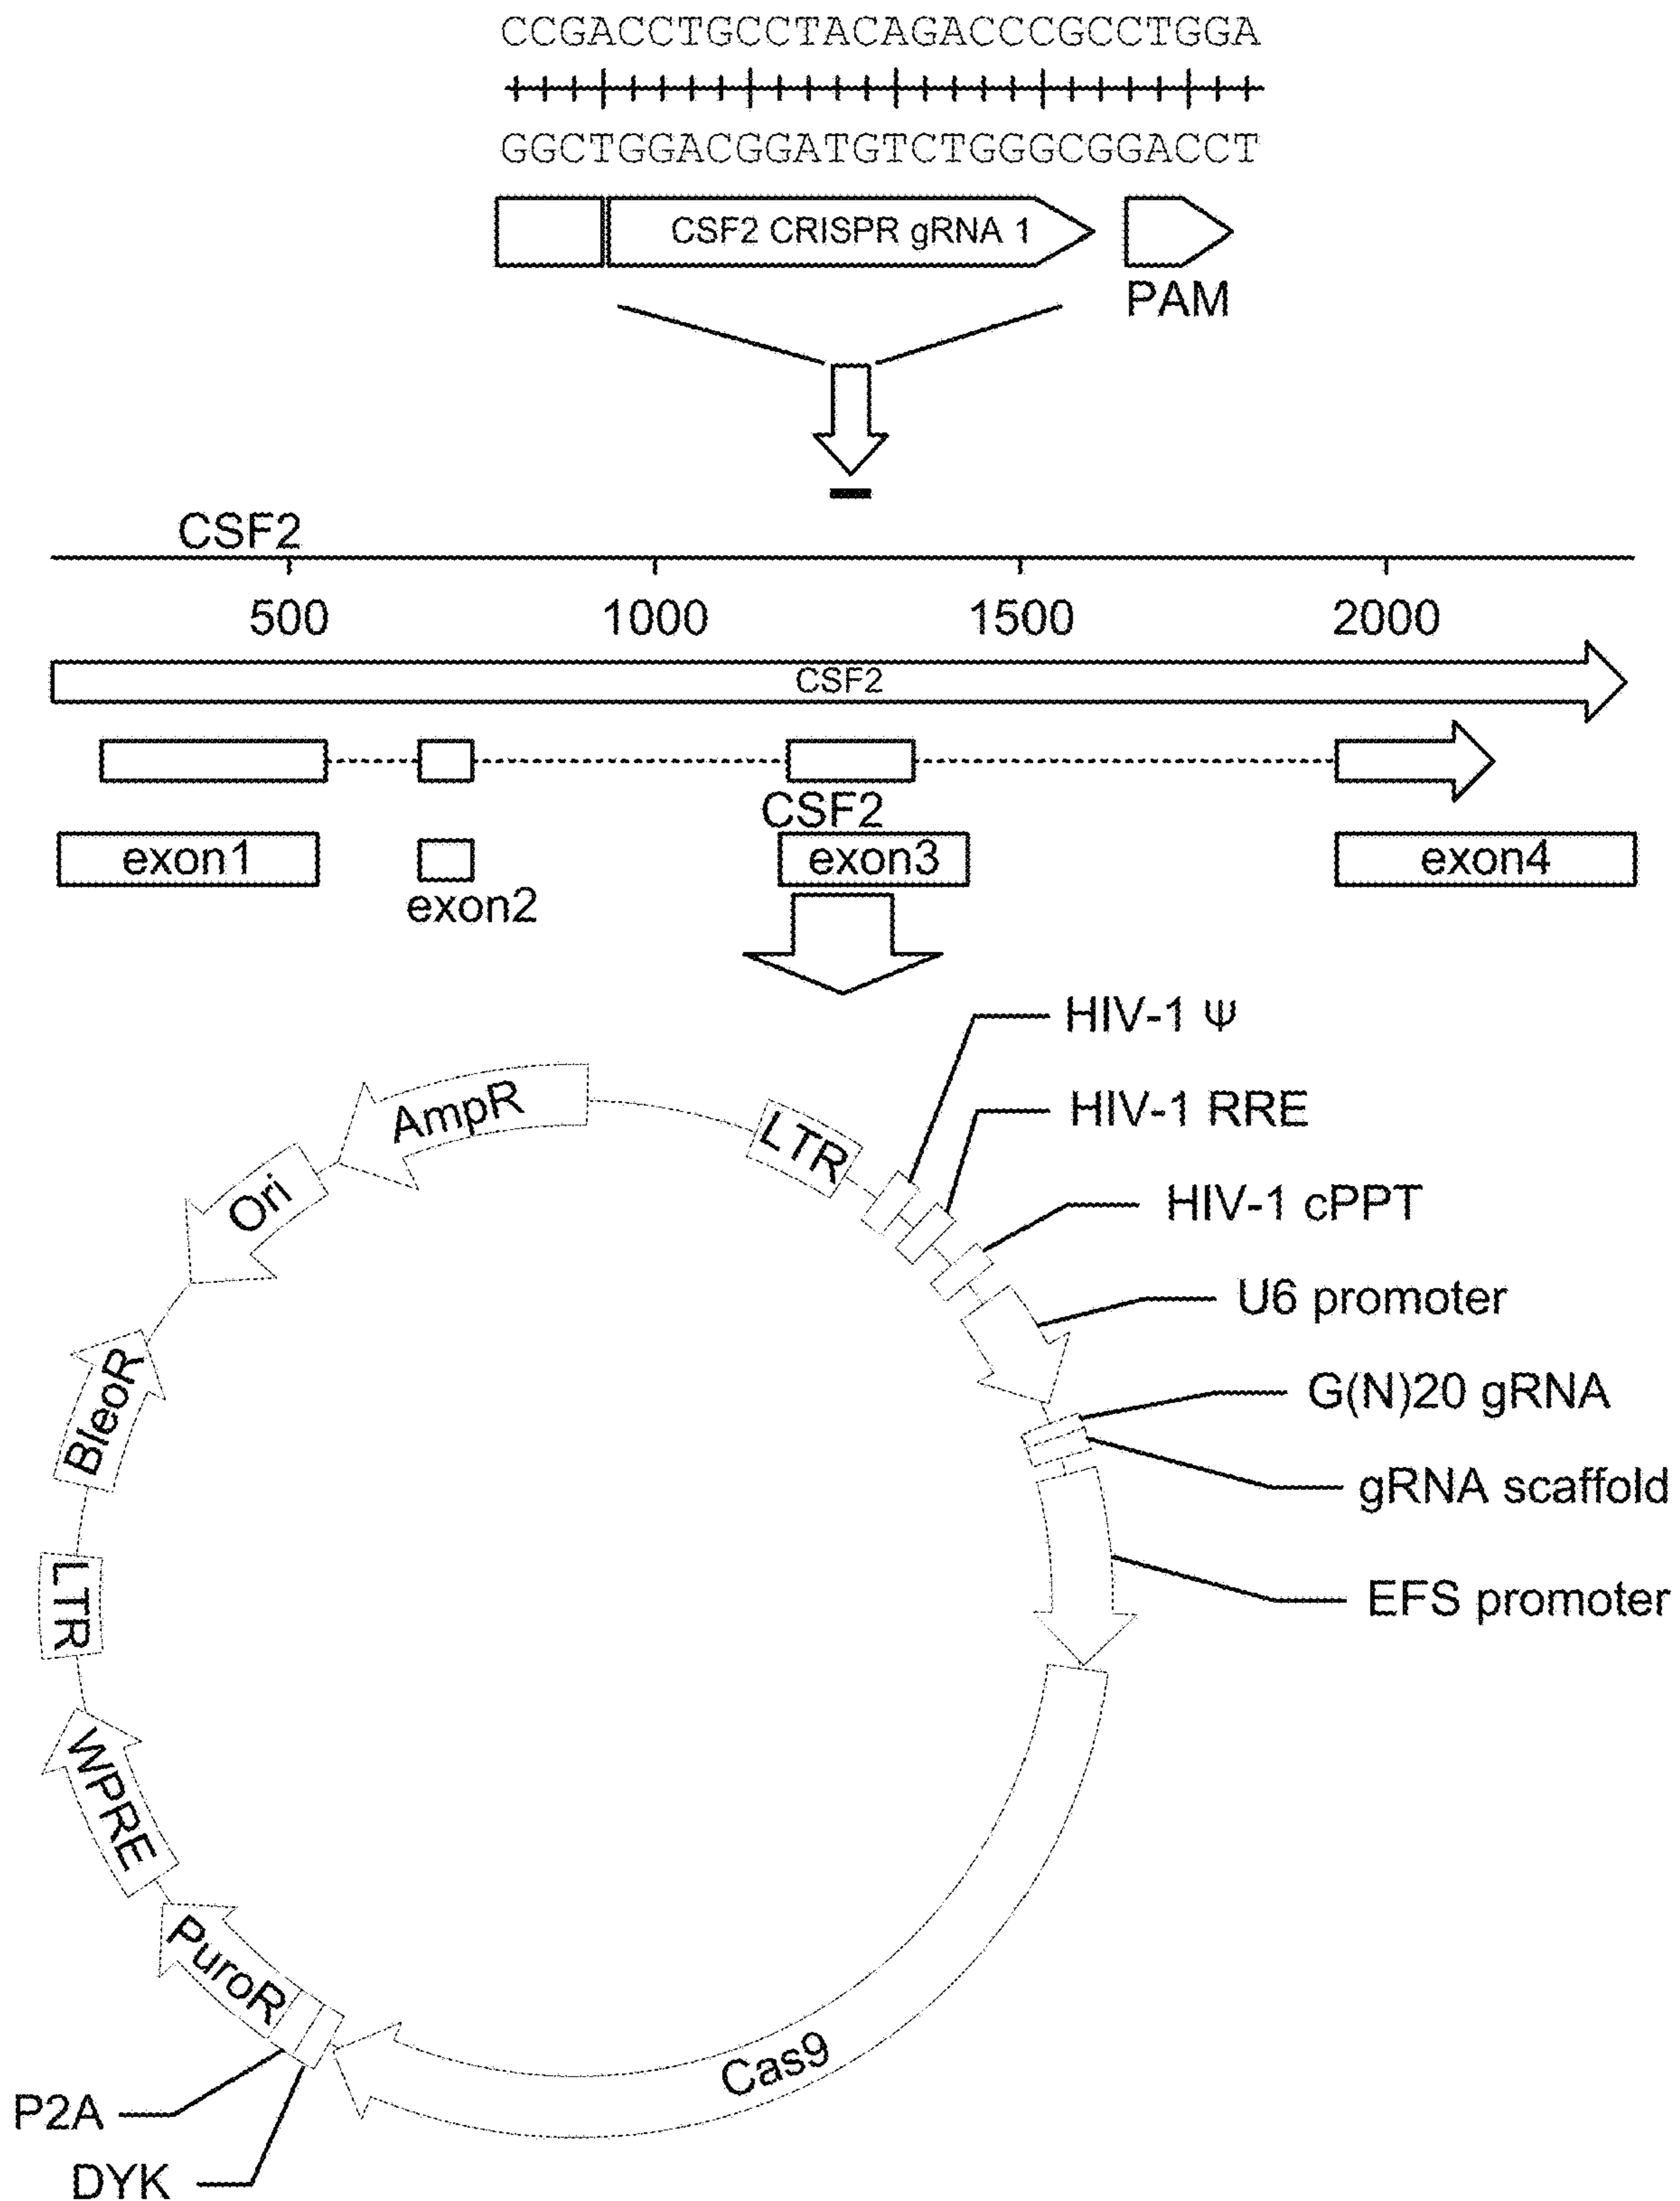 CCGACCTGCCTACAGACCCGCCTGGA
GGCTGGACGGATGTCTGGGCGGACCT
CSF2 CRISPR gRNA 1
PAM
CSF2
500 1000 1500 2000
CSF2
CSF2
exon1 exon3 exon4
exon2
HIV-1 Ψ
AmpR
LTR
HIV-1 RRE
Ori
HIV-1 cPPT
U6 promoter
BleoR
G(N)20 gRNA
gRNA scaffold
LTR
EFS promoter
WPRE
PuroR
Cas9
P2A
DYK